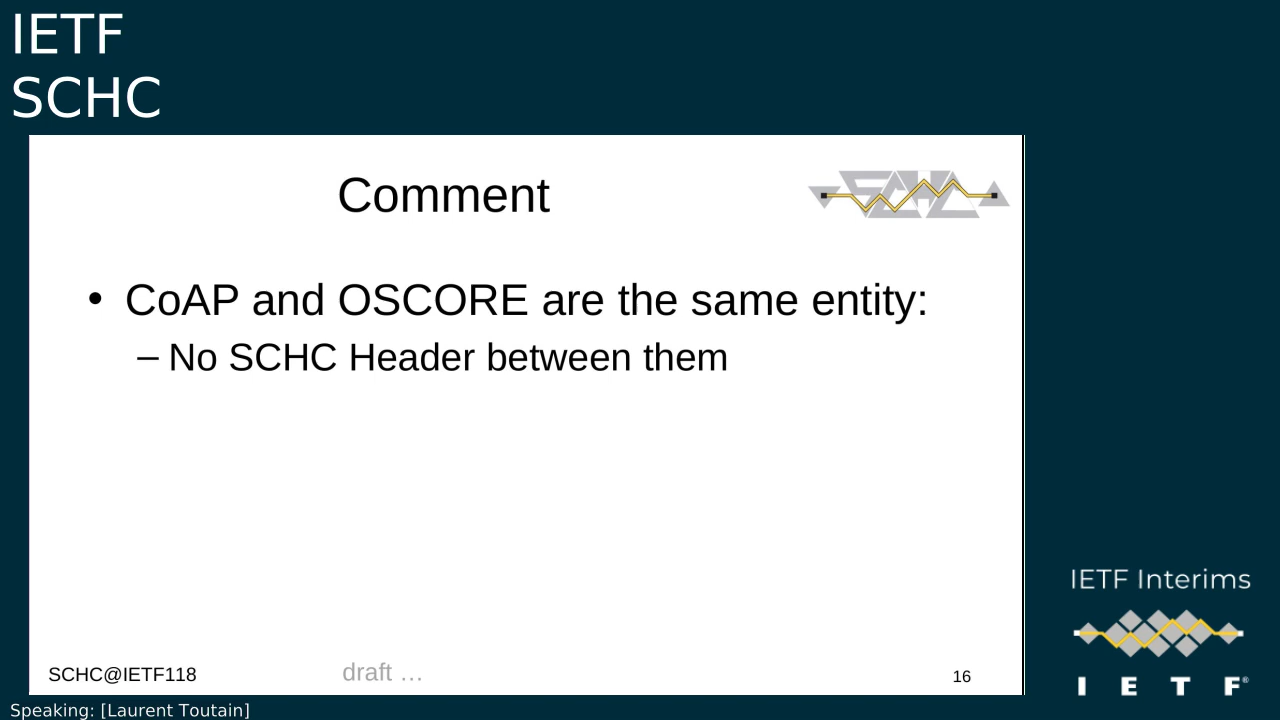 IETF
SCHC
Comment
SCHC
• CoAP and OSCORE are the same entity:
– No SCHC Header between them
SCHC@IETF118
draft …
16
IETF Interims
I E T F®
Speaking: [Laurent Toutain]